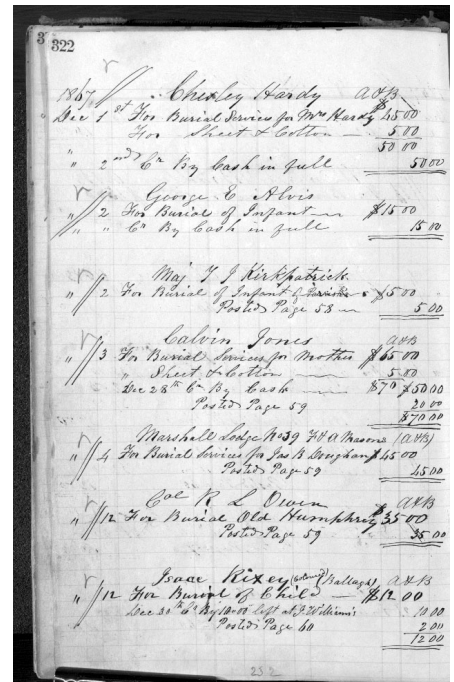 3 322
1867 Chesley Hardy A&B
Dec 1st For Burial Services for Mrs Hardy $45 00
For Sheet & Cotton — 5 00
50 00
" 2nd Cr By Cash in full 50 00
George E Alvis
" 2 For Burial of Infant $15 00
" " Cr By Cash in full 15 00
Maj T J Kirkpatrick
" 2 For Burial of Infant $5 00
Posted Page 58 5 00
Calvin Jones A&B
" 3 For Burial Services for Mother $65 00
" Sheet & Cotton 5 00
Dec 28th Cr By Cash $70 $50 00
Posted Page 59 20 00
$70 00
Marshall Lodge No 39 F&A Masons (A&B)
" 4 For Burial Services for Jas B Doughan $45 00
Posted Page 59 45 00
Col R L Owen A&B
" 12 For Burial Old Humphrey $35 00
Posted Page 59 35 00
Isaac Rixey (Colored) (Ballagh) A&B
" 12 For Burial of Child — $12 00
Dec 30th Cr By 10.00 left at J. Williams 10 00
Posted Page 60 2 00
12 00
252